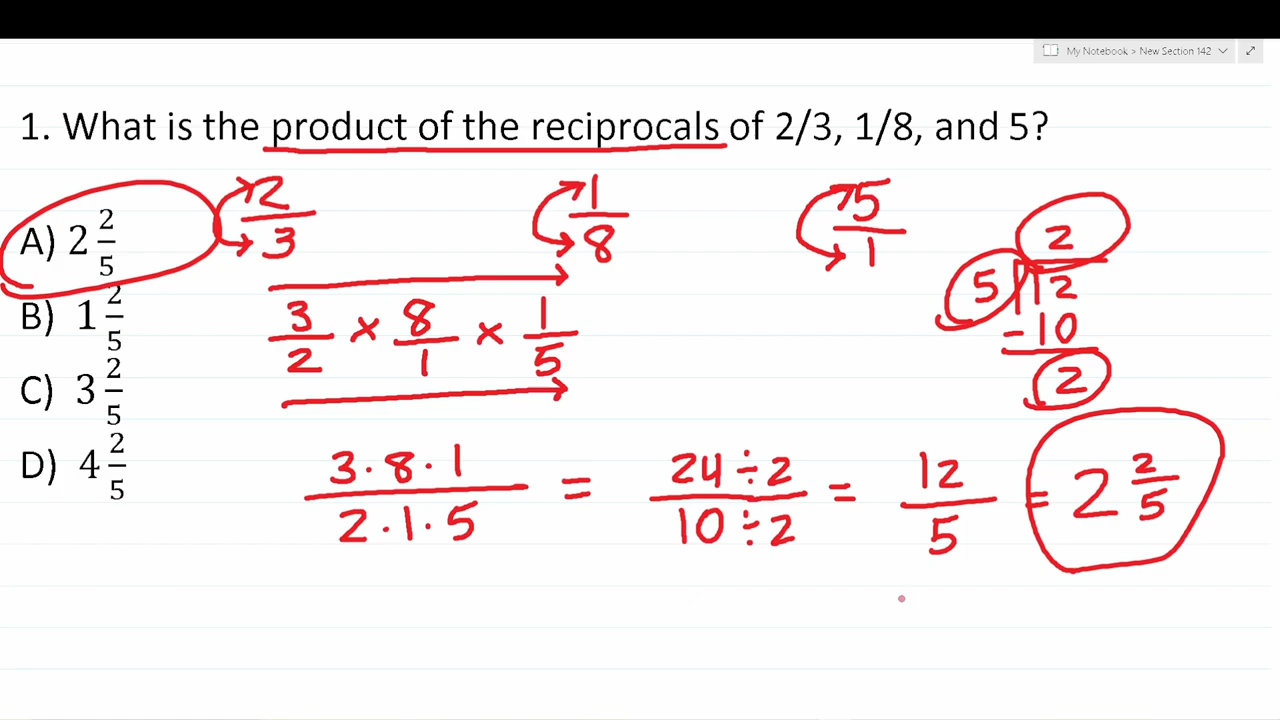 My Notebook > New Section 142
1. What is the product of the reciprocals of 2/3, 1/8, and 5?
A) 2 2/5
B) 1 2/5
C) 3 2/5
D) 4 2/5
2/3 1/8 5/1
3/2 × 8/1 × 1/5
2
5 12
-10
2
3·8·1 / 2·1·5 = 24÷2 / 10÷2 = 12/5 = 2 2/5